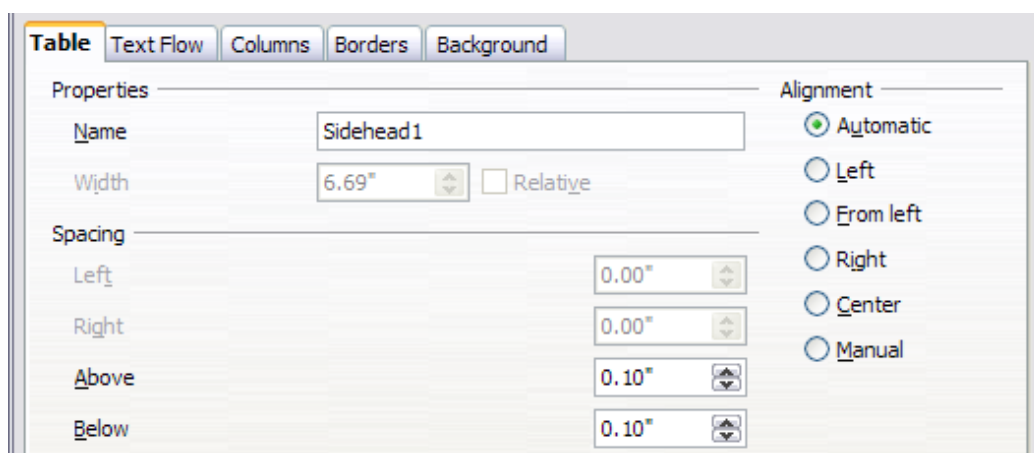 Table Text Flow Columns Borders Background
Properties
Name Sidehead1
Width 6.69" Relative
Spacing
Left 0.00"
Right 0.00"
Above 0.10"
Below 0.10"
Alignment
Automatic
Left
From left
Right
Center
Manual